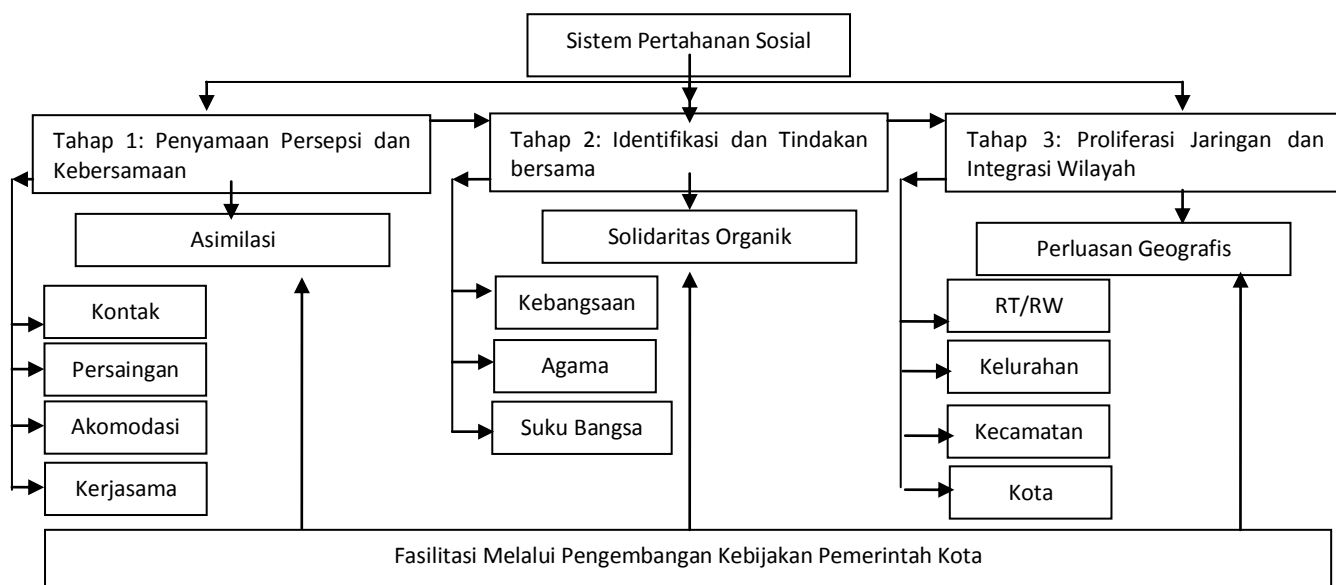 Sistem Pertahanan Sosial
Tahap 1: Penyamaan Persepsi dan
Kebersamaan
Tahap 2: Identifikasi dan Tindakan
bersama
Tahap 3: Proliferasi Jaringan dan
Integrasi Wilayah
Asimilasi
Solidaritas Organik
Perluasan Geografis
Kontak
Persaingan
Akomodasi
Kerjasama
Kebangsaan
Agama
Suku Bangsa
RT/RW
Kelurahan
Kecamatan
Kota
Fasilitasi Melalui Pengembangan Kebijakan Pemerintah Kota